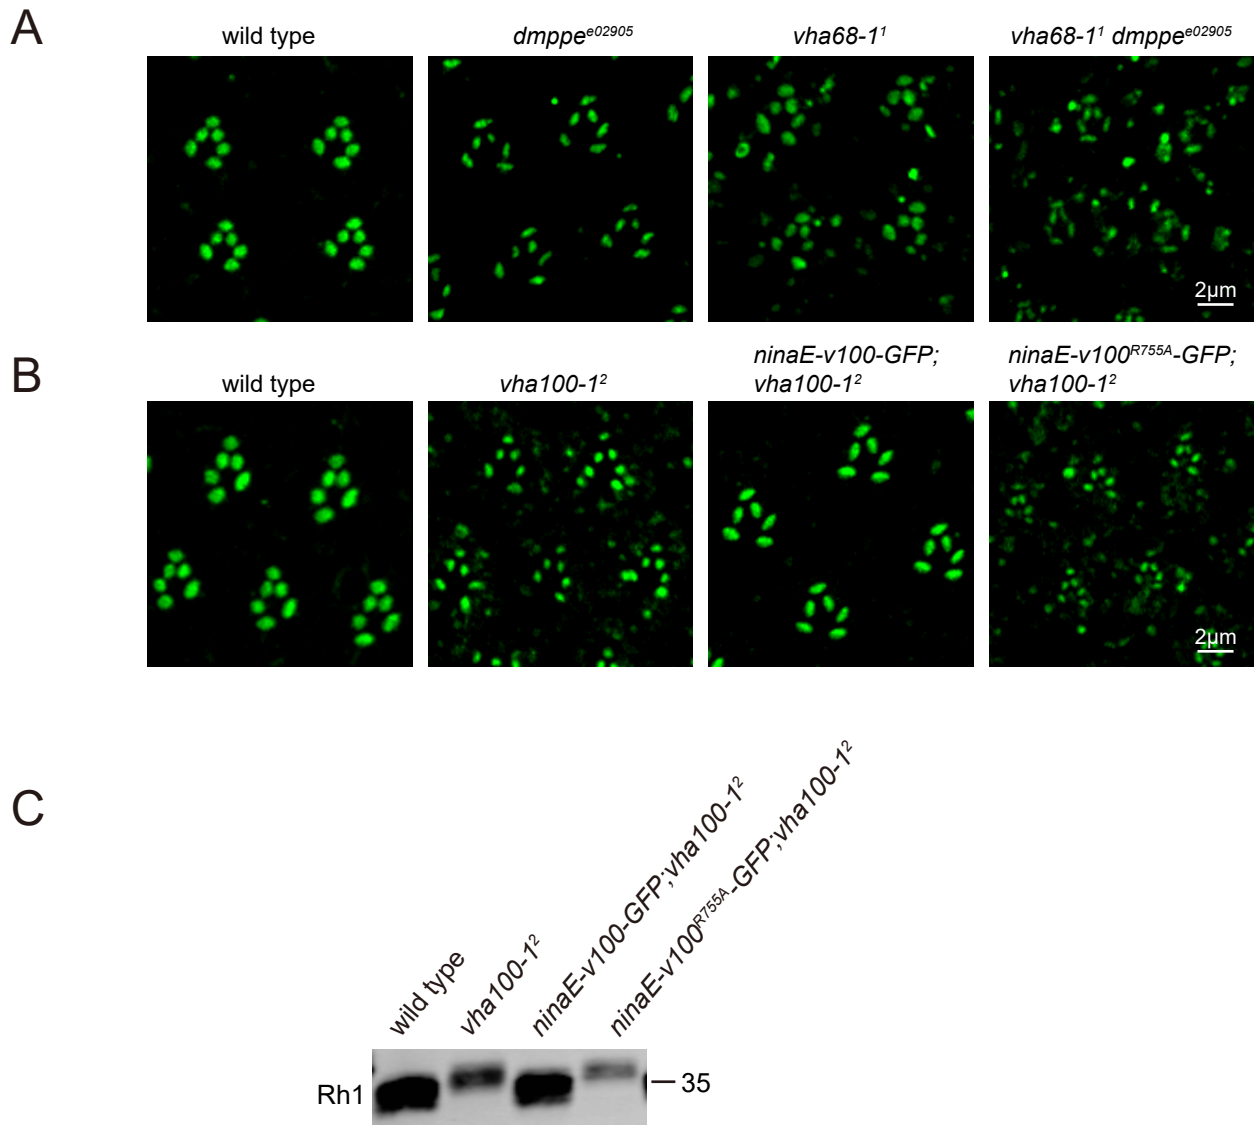 A
wild type
dmppe^e02905
vha68-1^1
vha68-1^1 dmppe^e02905
2μm
B
wild type
vha100-1^2
ninaE-v100-GFP;
vha100-1^2
ninaE-v100^R755A-GFP;
vha100-1^2
2μm
C
wild type
vha100-1^2
ninaE-v100-GFP;vha100-1^2
ninaE-v100^R755A-GFP;vha100-1^2
Rh1
35